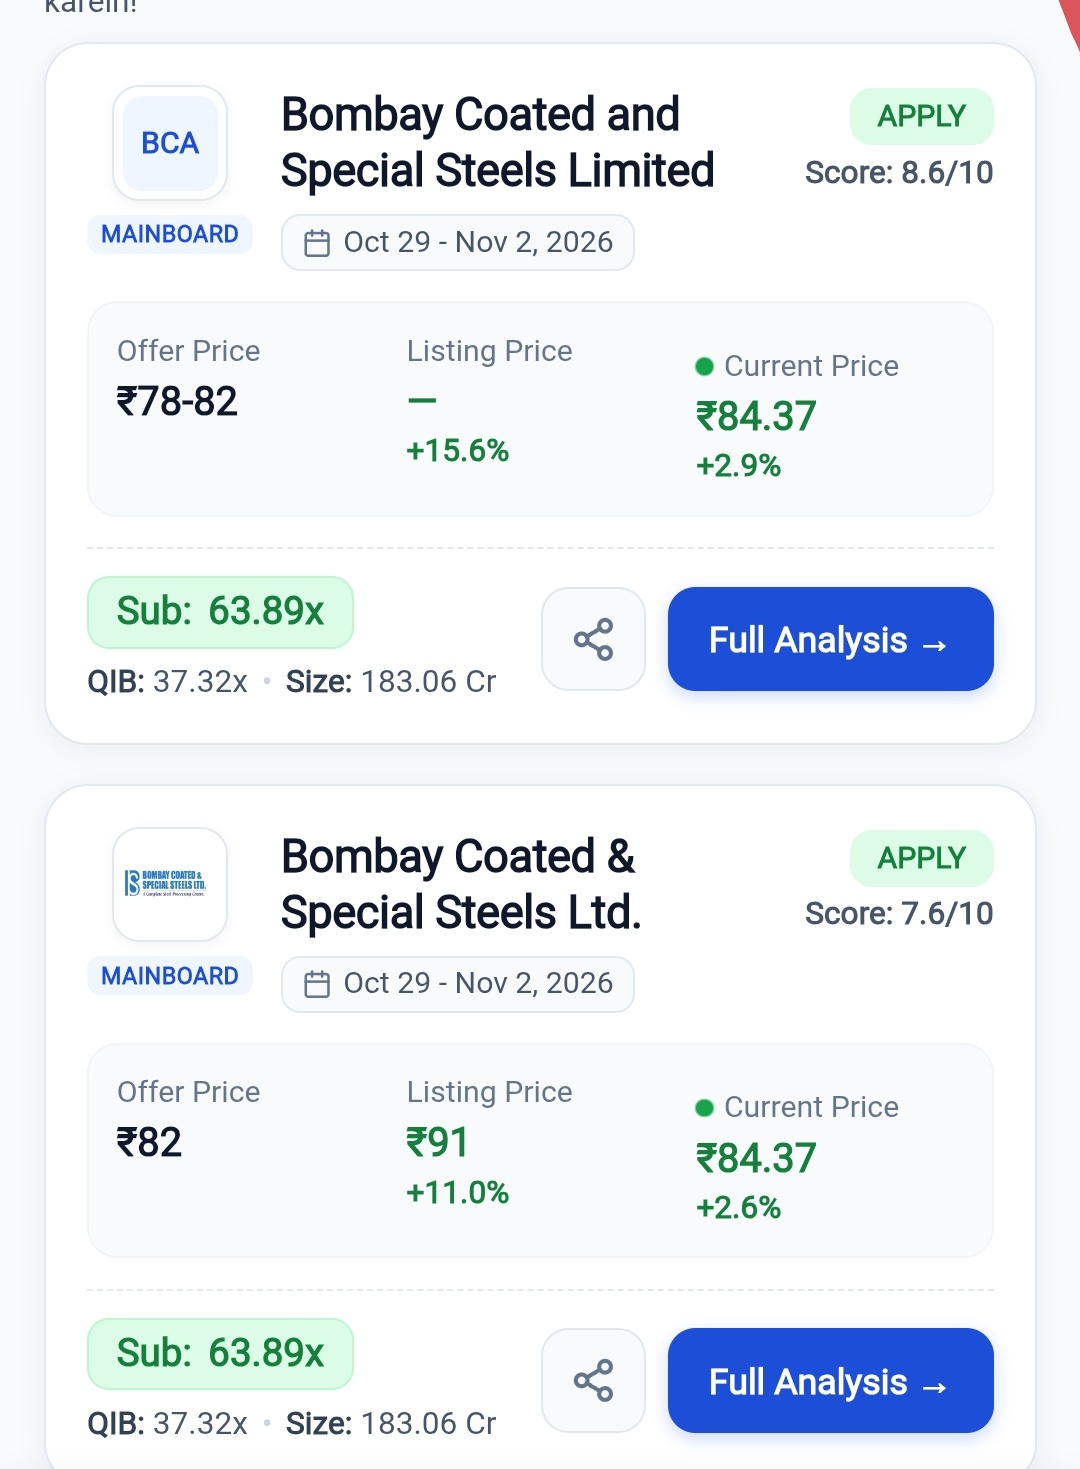 karein!
BCA
MAINBOARD
Bombay Coated and
Special Steels Limited
Oct 29 - Nov 2, 2026
APPLY
Score: 8.6/10
Offer Price
₹78-82
Listing Price
—
+15.6%
Current Price
₹84.37
+2.9%
Sub: 63.89x
QIB: 37.32x • Size: 183.06 Cr
Full Analysis →
BOMBAY COATED &
SPECIAL STEELS LTD.
MAINBOARD
Bombay Coated &
Special Steels Ltd.
Oct 29 - Nov 2, 2026
APPLY
Score: 7.6/10
Offer Price
₹82
Listing Price
₹91
+11.0%
Current Price
₹84.37
+2.6%
Sub: 63.89x
QIB: 37.32x • Size: 183.06 Cr
Full Analysis →